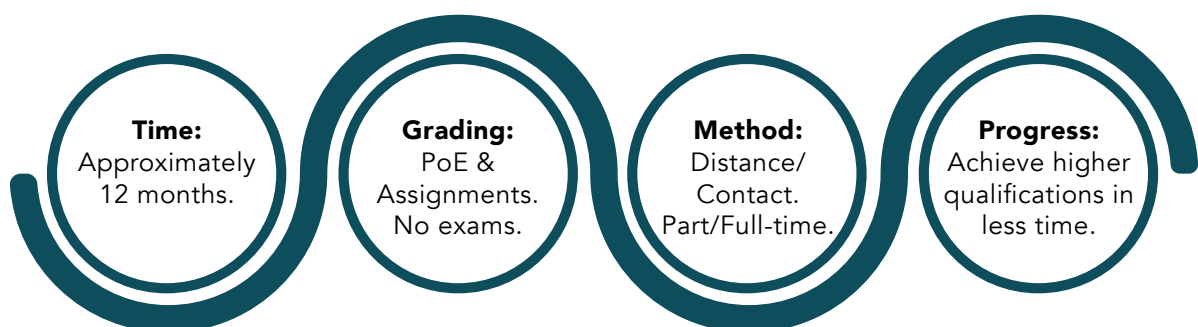 Time:
Approximately
12 months.
Grading:
PoE &
Assignments.
No exams.
Method:
Distance/
Contact.
Part/Full-time.
Progress:
Achieve higher
qualifications in
less time.